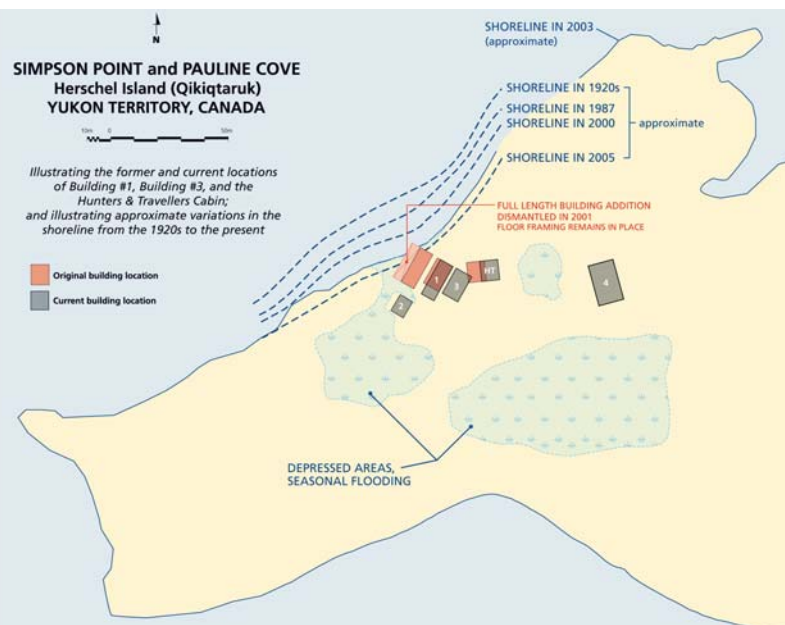 N
SIMPSON POINT and PAULINE COVE
Herschel Island (Qikiqtaruk)
YUKON TERRITORY, CANADA
10m 0 50m
Illustrating the former and current locations
of Building #1, Building #3, and the
Hunters & Travellers Cabin;
and illustrating approximate variations in the
shoreline from the 1920s to the present
Original building location
Current building location
SHORELINE IN 2003
(approximate)
SHORELINE IN 1920s
SHORELINE IN 1987
SHORELINE IN 2000
approximate
SHORELINE IN 2005
FULL LENGTH BUILDING ADDITION
DISMANTLED IN 2001
FLOOR FRAMING REMAINS IN PLACE
1
2
3
HT
4
DEPRESSED AREAS,
SEASONAL FLOODING